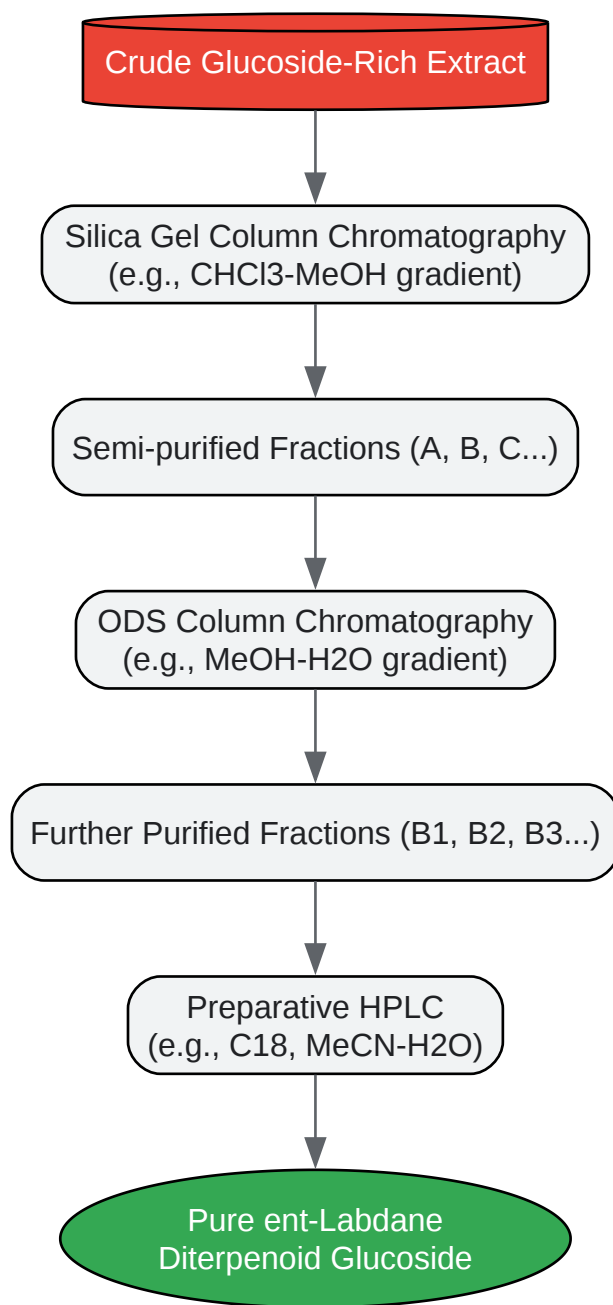 Crude Glucoside-Rich Extract
Silica Gel Column Chromatography
(e.g., CHCl3-MeOH gradient)
Semi-purified Fractions (A, B, C...)
ODS Column Chromatography
(e.g., MeOH-H2O gradient)
Further Purified Fractions (B1, B2, B3...)
Preparative HPLC
(e.g., C18, MeCN-H2O)
Pure ent-Labdane
Diterpenoid Glucoside